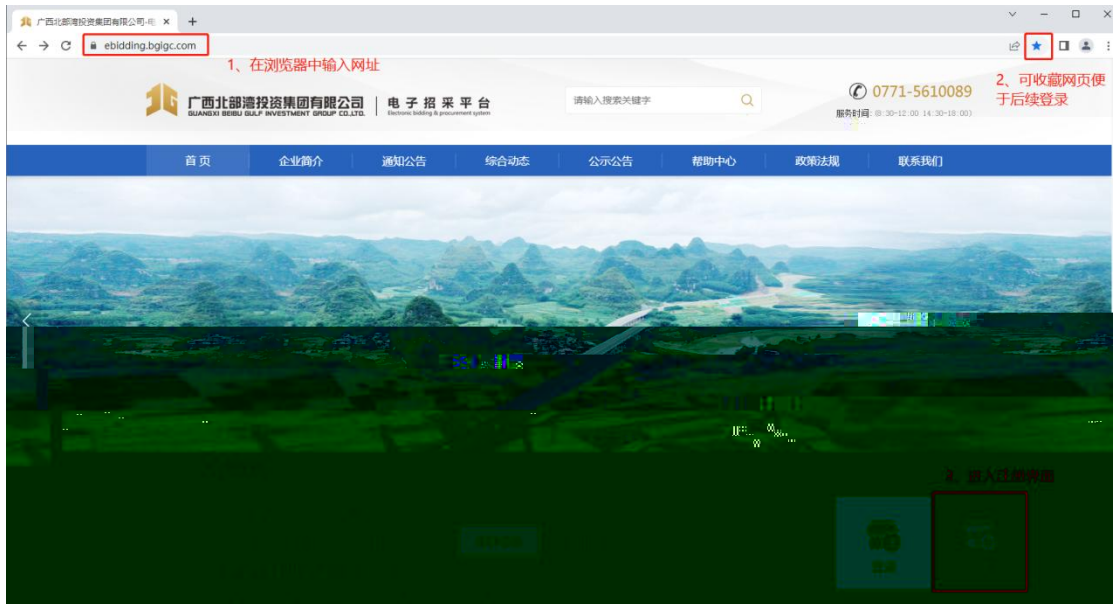 广西北部湾投资集团有限公司-电
ebidding.bgigc.com
1、在浏览器中输入网址
2、可收藏网页便
于后续登录
广西北部湾投资集团有限公司
GUANGXI BEIBU GULF INVESTMENT GROUP CO.,LTD.
电子招采平台
Electronic bidding & procurement system
请输入搜索关键字
0771-5610089
服务时间: (8:30-12:00 14:30-18:00)
首页 企业简介 通知公告 综合动态 公示公告 帮助中心 政策法规 联系我们
3、进入注册界面
登录